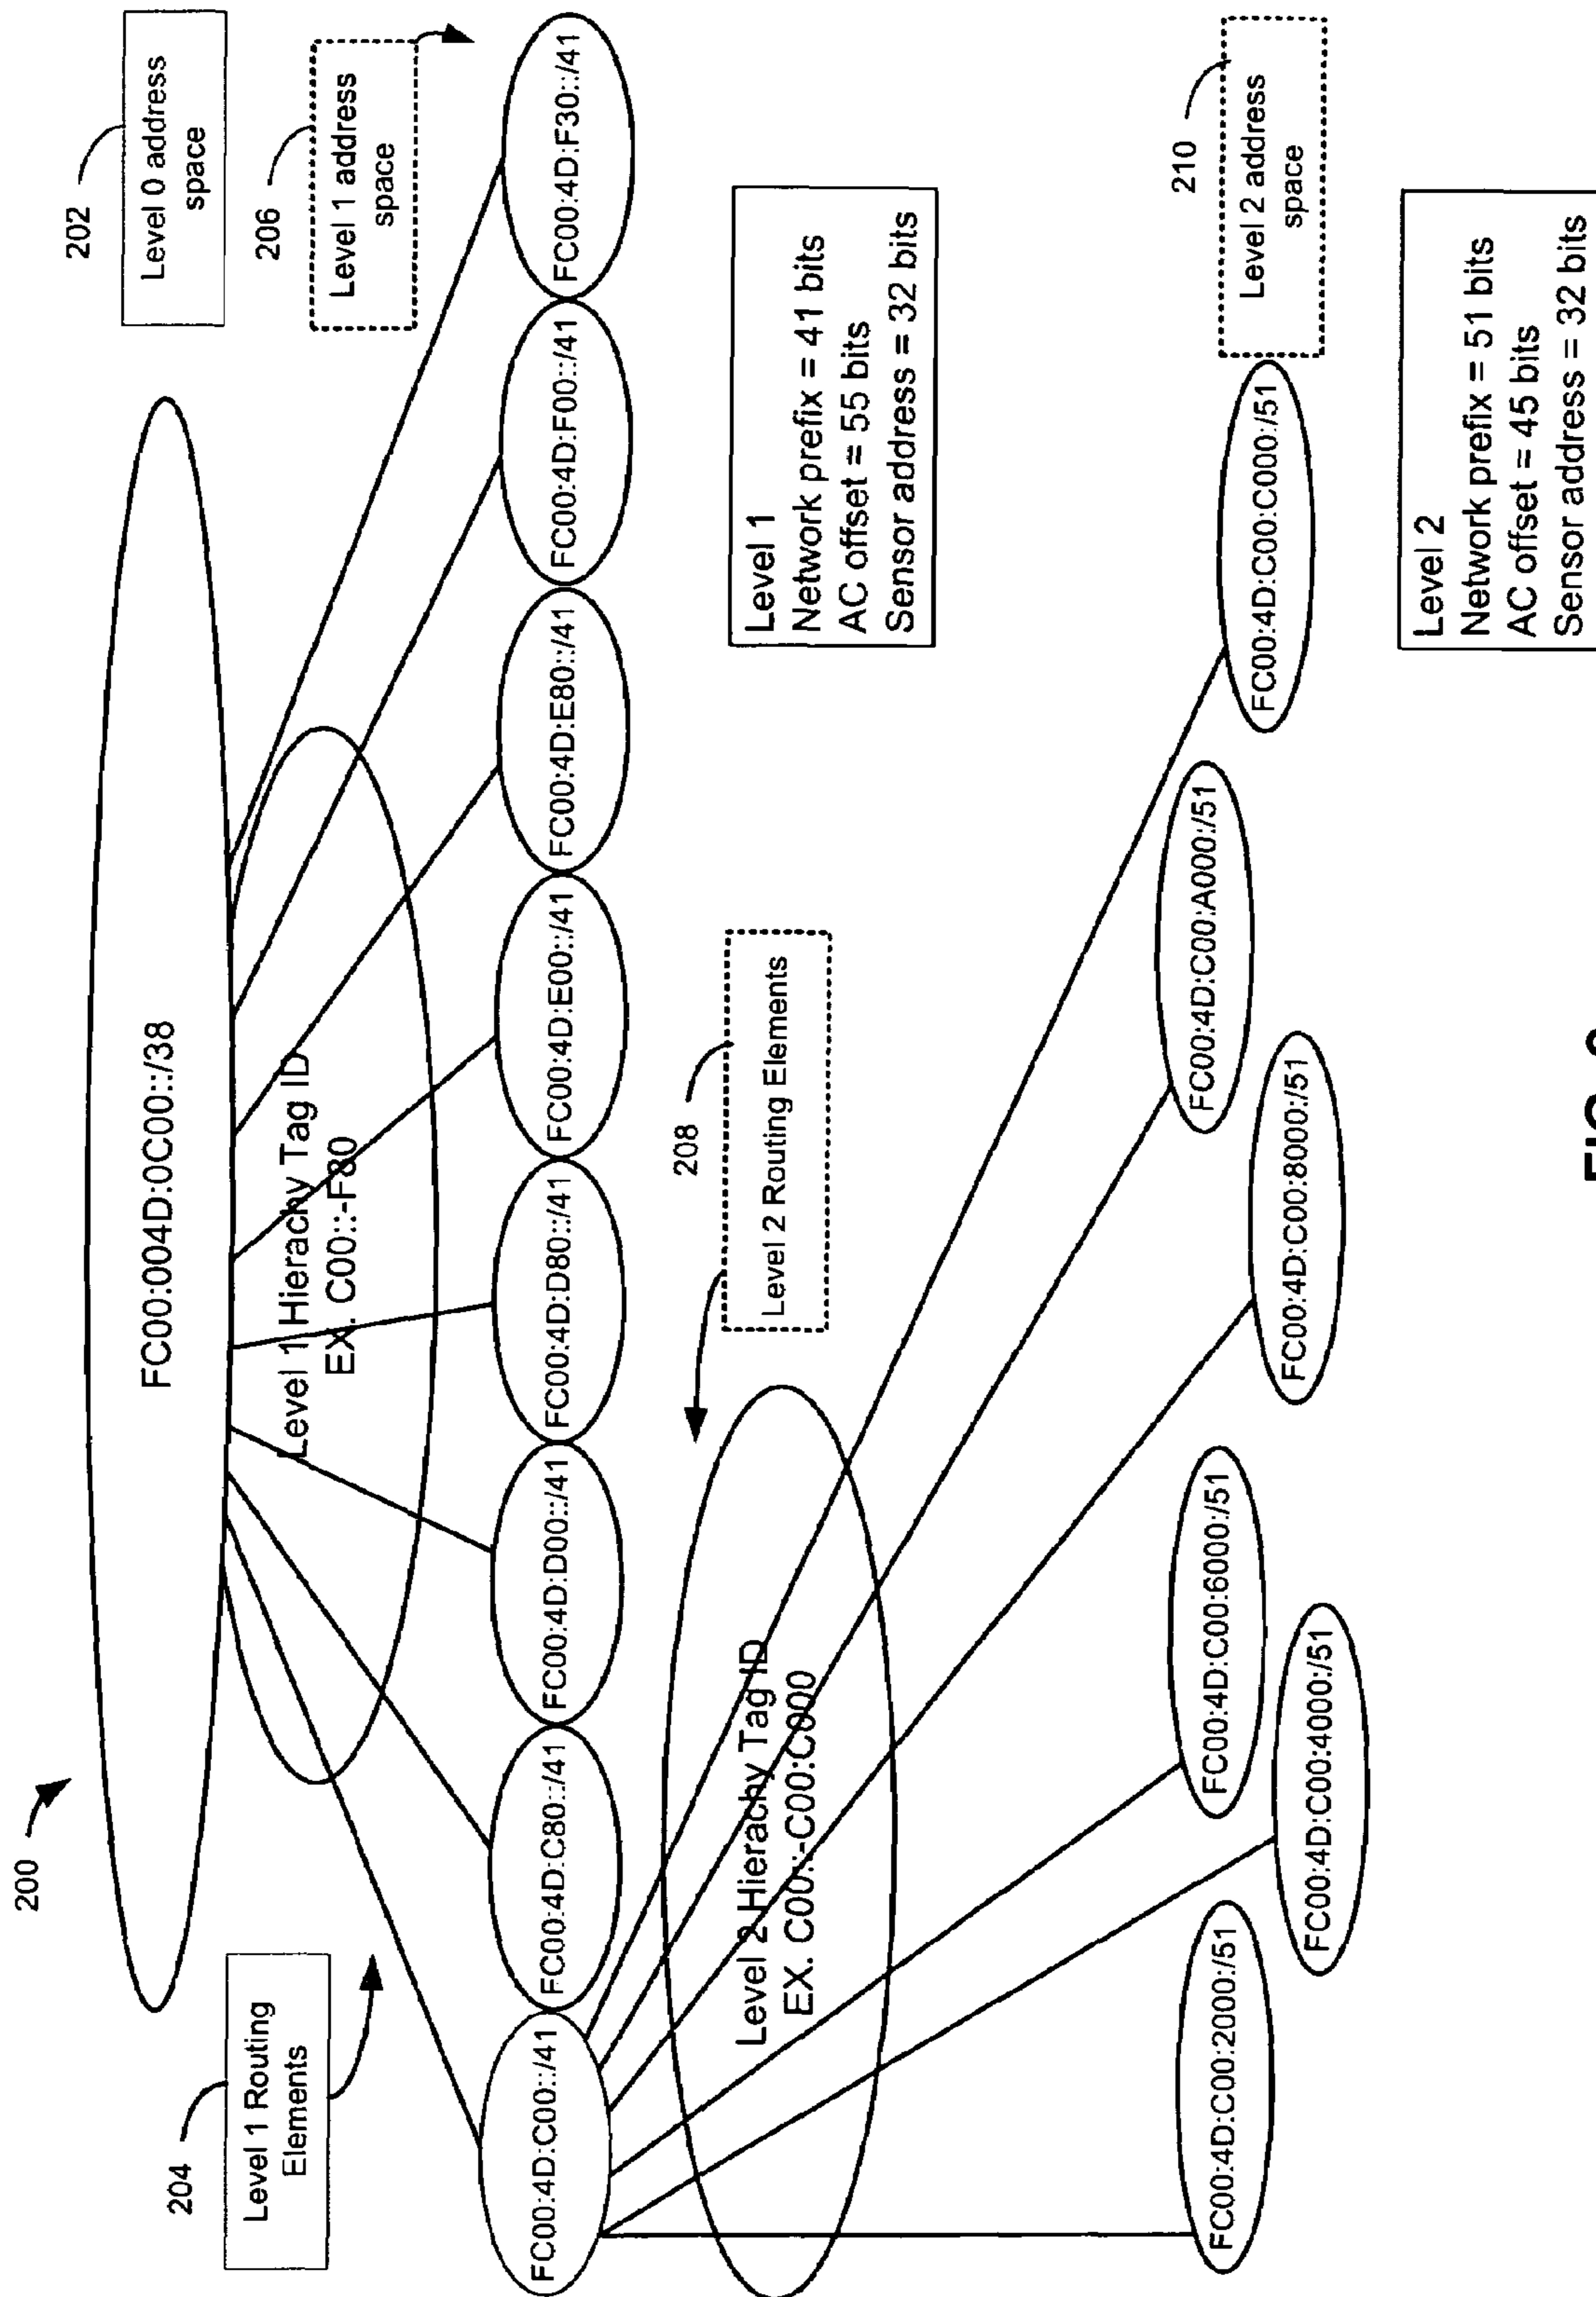 200
FC00:004D:0C00::/38
202
Level 0 address
space
204
Level 1 Routing
Elements
Level 1 Hierachy Tag ID
EX. C00::-F80
206
Level 1 address
space
FC00:4D:C00::/41
FC00:4D:C80::/41
FC00:4D:D00::/41
FC00:4D:D80::/41
FC00:4D:E00::/41
FC00:4D:E80::/41
FC00:4D:F00::/41
FC00:4D:F30::/41
208
Level 2 Routing Elements
Level 2 Hierachy Tag ID
EX. C00::-C00:C000
Level 1
Network prefix = 41 bits
AC offset = 55 bits
Sensor address = 32 bits
210
Level 2 address
space
FC00:4D:C00:2000:/51
FC00:4D:C00:4000:/51
FC00:4D:C00:6000:/51
FC00:4D:C00:8000:/51
FC00:4D:C00:A000:/51
FC00:4D:C00:C000:/51
Level 2
Network prefix = 51 bits
AC offset = 45 bits
Sensor address = 32 bits
FIG.